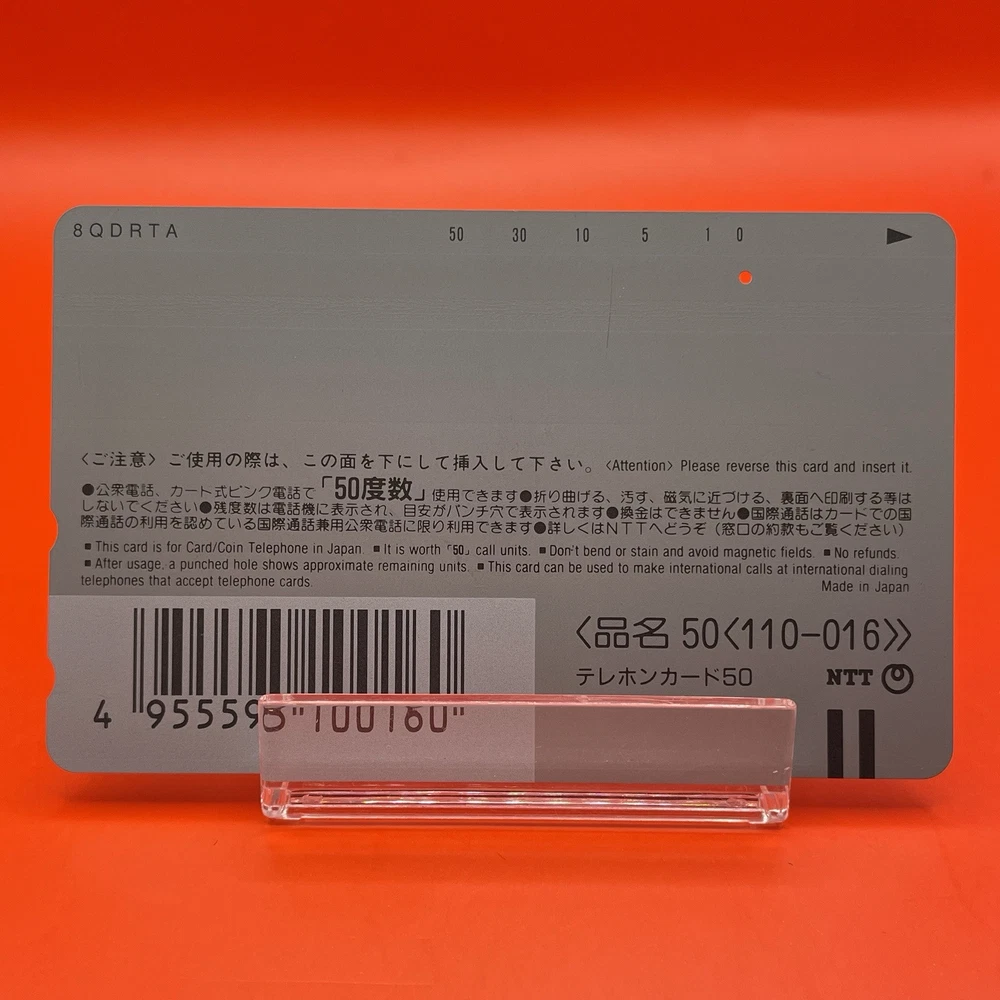 8QDRTA 50 30 10 5 1 0
〈ご注意〉ご使用の際は、この面を下にして挿入して下さい。〈Attention〉 Please reverse this card and insert it.
●公衆電話、カード式ピンク電話で「50度数」使用できます●折り曲げる、汚す、磁気に近づける、裏面へ印刷する等は
しないでください●残度数は電話機に表示され、目安がパンチ穴で表示されます●換金はできません●国際通話はカードでの国
際通話の利用を認めている国際通話兼用公衆電話に限り利用できます●詳しくはNTTへどうぞ(窓口の約款もご覧ください)
■ This card is for Card/Coin Telephone in Japan. ■ It is worth「50」call units. ■ Don't bend or stain and avoid magnetic fields. ■ No refunds.
■ After usage, a punched hole shows approximate remaining units. ■ This card can be used to make international calls at international dialing
telephones that accept telephone cards. Made in Japan
〈品名 50〈110-016〉〉
テレホンカード50 NTT
4 955598 100160